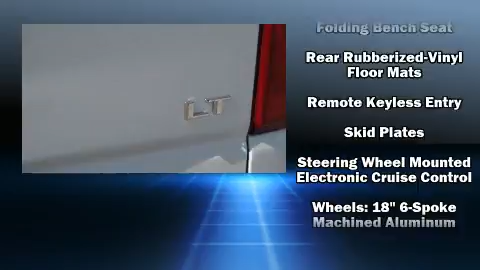 Folding Bench Seat
Rear Rubberized-Vinyl
Floor Mats
Remote Keyless Entry
Skid Plates
Steering Wheel Mounted
Electronic Cruise Control
Wheels: 18" 6-Spoke
Machined Aluminum
LT